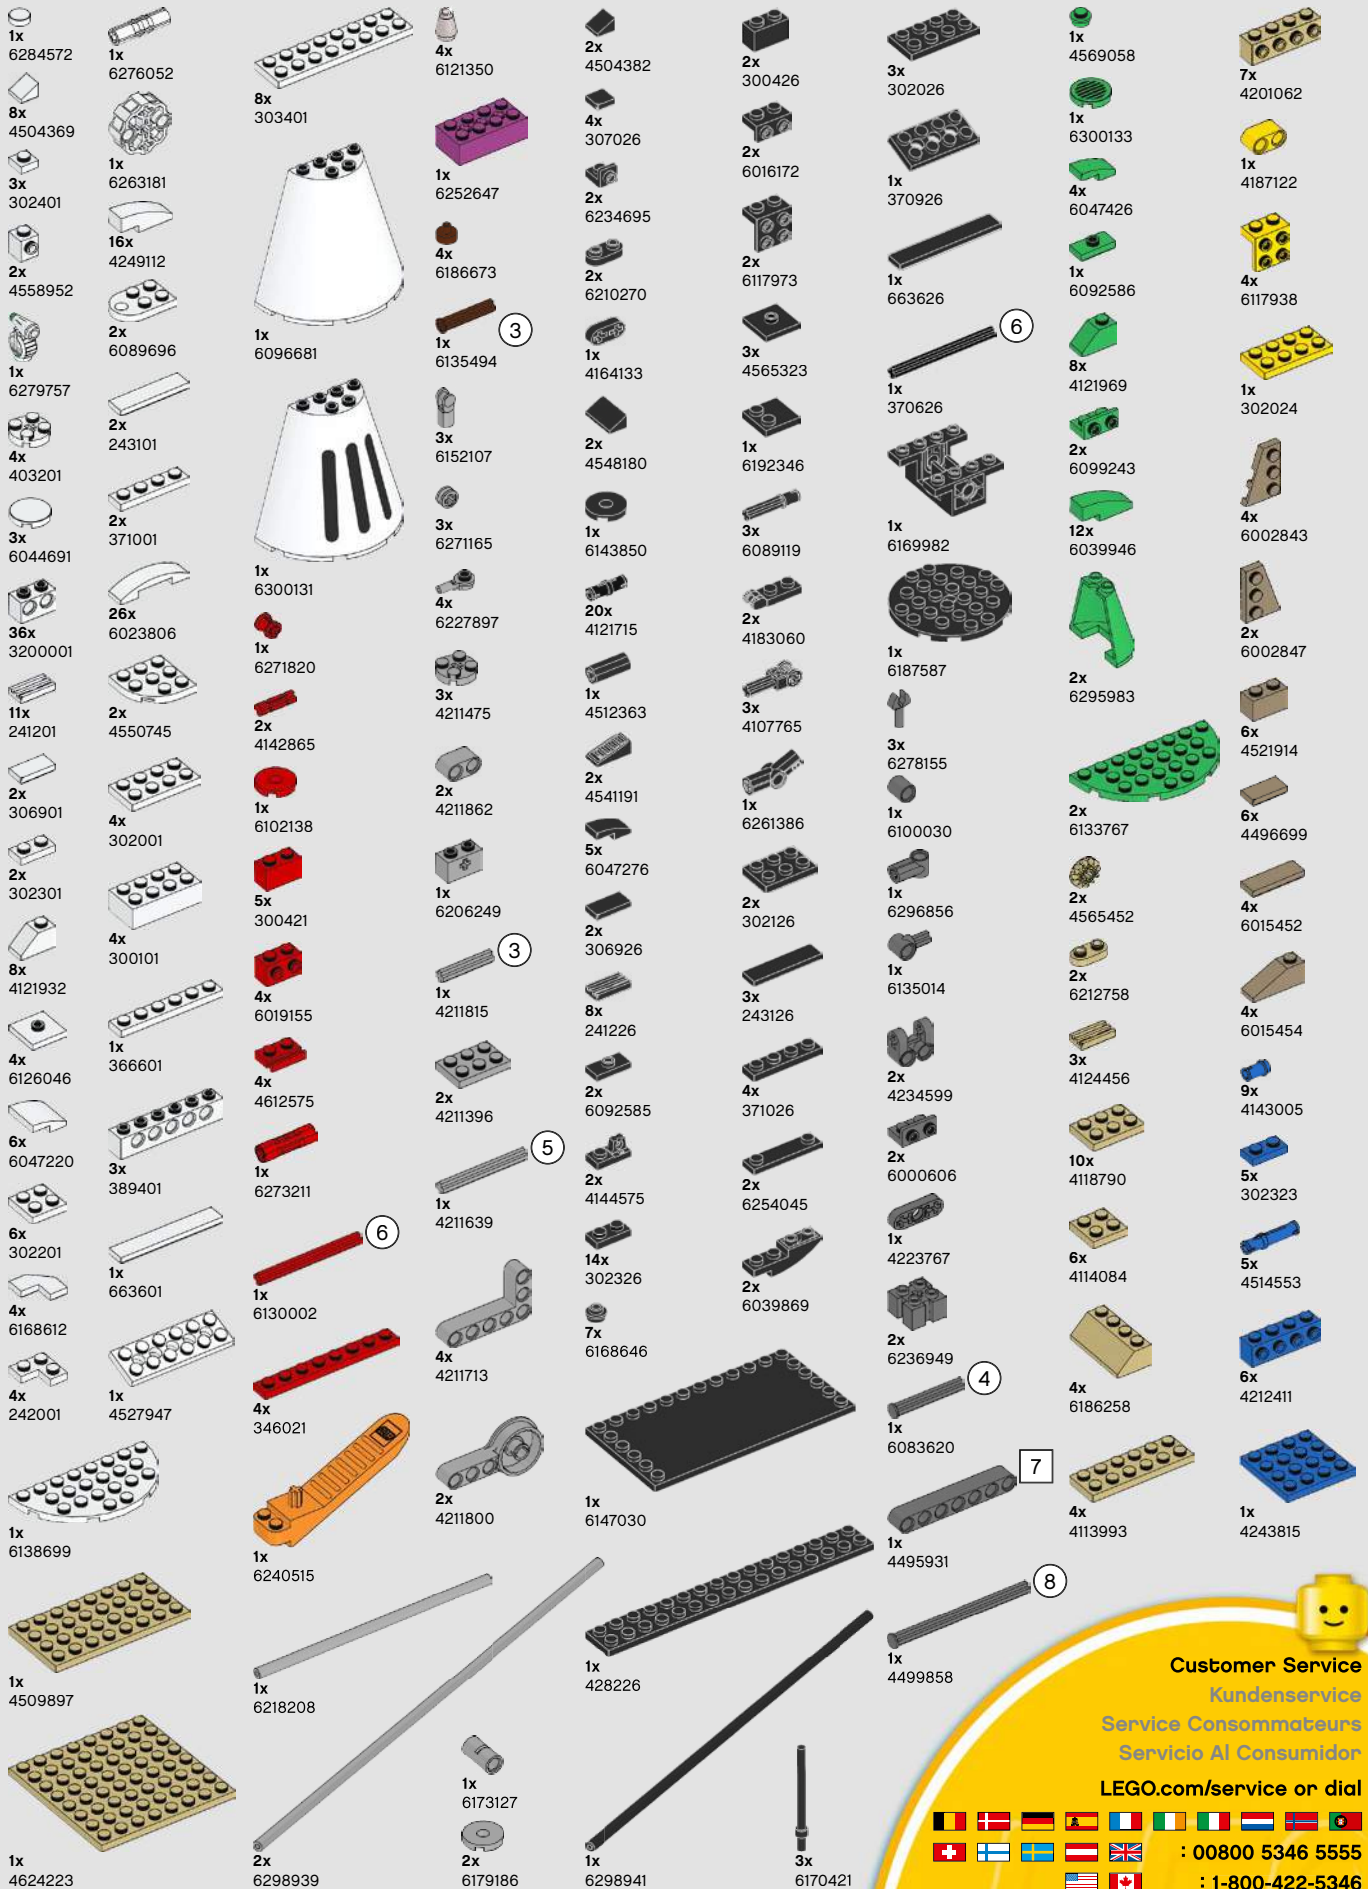 1x
6284572
8x
4504369
3x
302401
2x
4558952
1x
6279757
4x
403201
3x
6044691
36x
3200001
11x
241201
2x
306901
2x
302301
8x
4121932
4x
6126046
6x
6047220
6x
302201
4x
6168612
4x
242001
1x
6138699
1x
4509897
1x
4624223
1x
6276052
1x
6263181
16x
4249112
2x
6089696
2x
243101
2x
371001
26x
6023806
2x
4550745
4x
302001
4x
300101
1x
366601
3x
389401
1x
663601
1x
4527947
8x
303401
1x
6096681
1x
6300131
1x
6271820
2x
4142865
1x
6102138
5x
300421
4x
6019155
4x
4612575
1x
6273211
6
1x
6130002
4x
346021
1x
6240515
1x
6218208
2x
6298939
4x
6121350
1x
6252647
4x
6186673
3
1x
6135494
3x
6152107
3x
6271165
4x
6227897
3x
4211475
2x
4211862
1x
6206249
3
1x
4211815
2x
4211396
5
1x
4211639
4x
4211713
2x
4211800
1x
6173127
2x
6179186
2x
4504382
4x
307026
2x
6234695
2x
6210270
1x
4164133
2x
4548180
1x
6143850
20x
4121715
1x
4512363
2x
4541191
5x
6047276
2x
306926
8x
241226
2x
6092585
2x
4144575
14x
302326
7x
6168646
1x
6147030
1x
428226
1x
6298941
2x
300426
2x
6016172
2x
6117973
3x
4565323
1x
6192346
3x
6089119
2x
4183060
3x
4107765
1x
6261386
2x
302126
3x
243126
4x
371026
2x
6254045
2x
6039869
3x
6170421
3x
302026
1x
370926
1x
663626
6
1x
370626
1x
6169982
1x
6187587
3x
6278155
1x
6100030
1x
6296856
1x
6135014
2x
4234599
2x
6000606
1x
4223767
2x
6236949
4
1x
6083620
7
1x
4495931
8
1x
4499858
1x
4569058
1x
6300133
4x
6047426
1x
6092586
8x
4121969
2x
6099243
12x
6039946
2x
6295983
2x
6133767
2x
4565452
2x
6212758
3x
4124456
10x
4118790
6x
4114084
4x
6186258
4x
4113993
7x
4201062
1x
4187122
4x
6117938
1x
302024
4x
6002843
2x
6002847
6x
4521914
6x
4496699
4x
6015452
4x
6015454
9x
4143005
5x
302323
5x
4514553
6x
4212411
1x
4243815
Customer Service
Kundenservice
Service Consommateurs
Servicio Al Consumidor
LEGO.com/service or dial
: 00800 5346 5555
: 1-800-422-5346